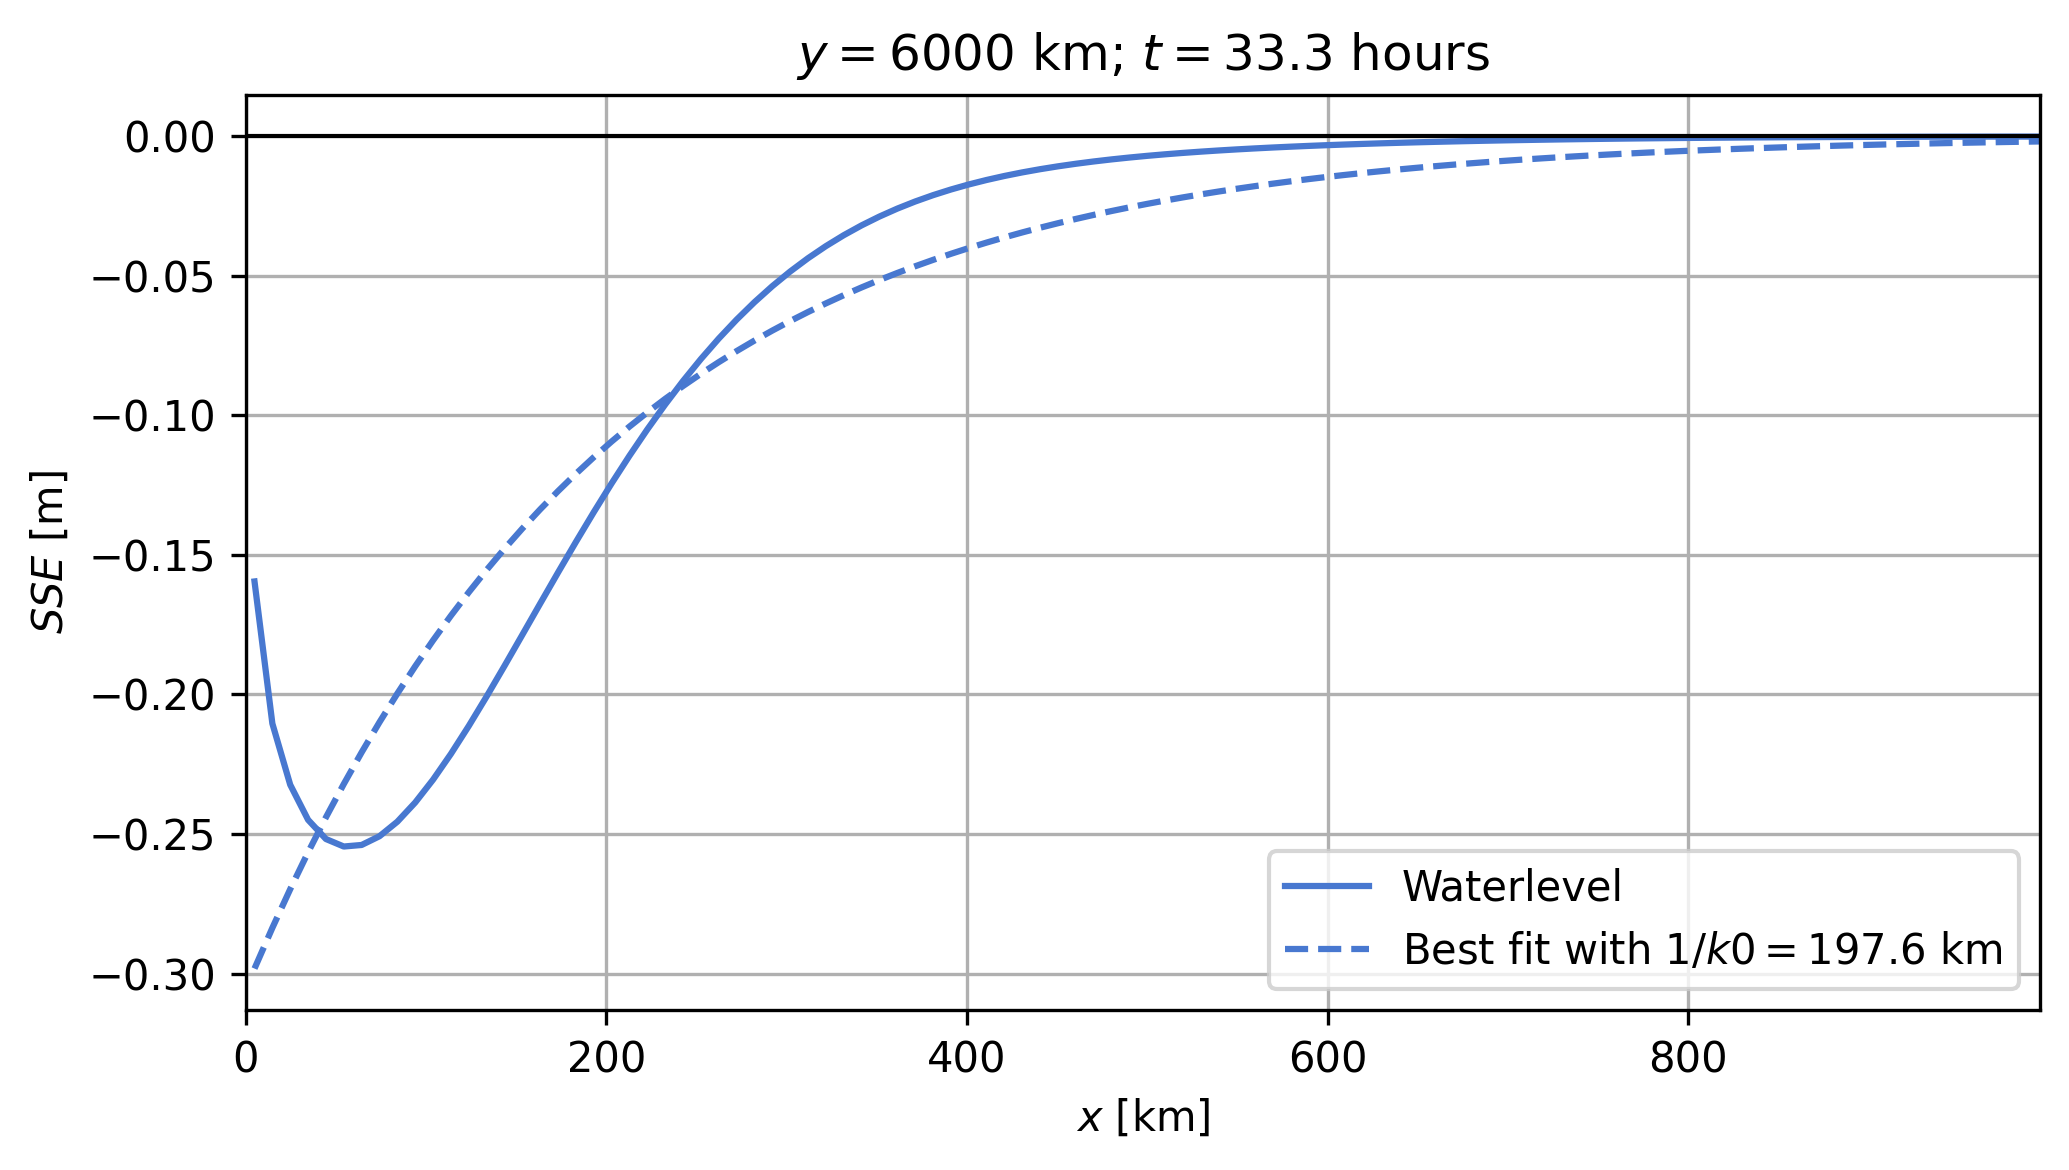 y = 6000 km; t = 33.3 hours
0.00
−0.05
−0.10
−0.15
−0.20
−0.25
−0.30
SSE [m]
Waterlevel
Best fit with 1/k0 = 197.6 km
0 200 400 600 800
x [km]